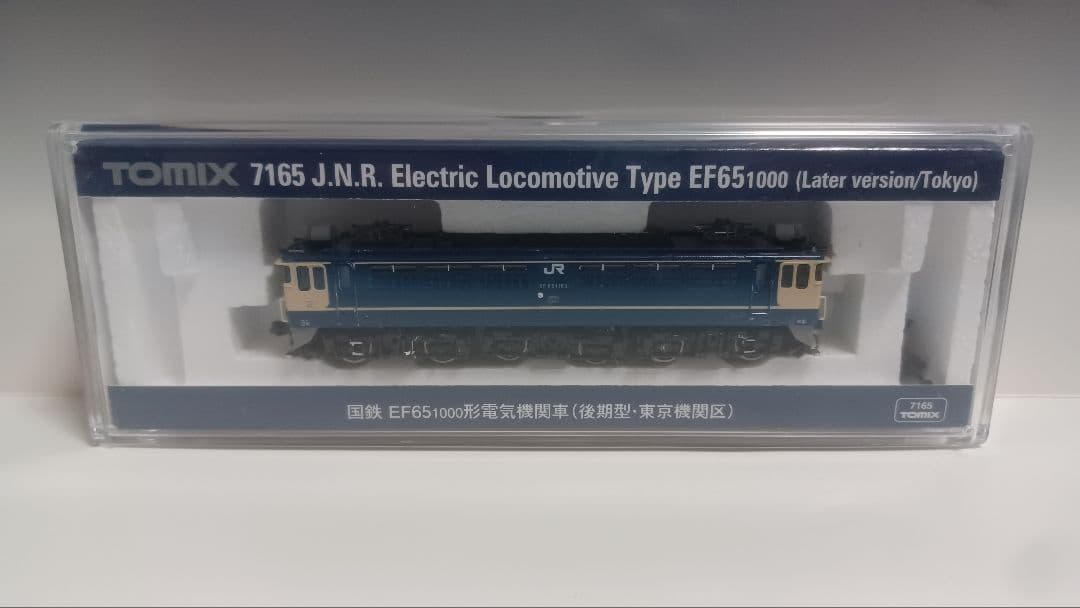 TOMIX 7165 J.N.R. Electric Locomotive Type EF651000 (Later version/Tokyo)
JR
国鉄 EF651000形電気機関車(後期型・東京機関区)
7165
TOMIX